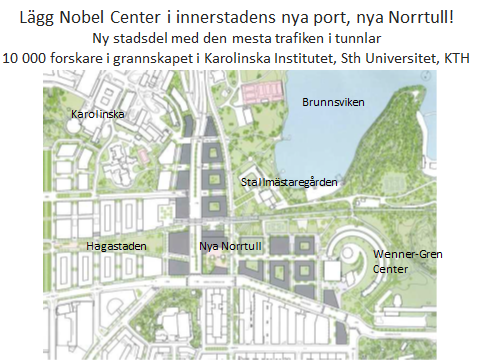 Lägg Nobel Center i innerstadens nya port, nya Norrtull!
Ny stadsdel med den mesta trafiken i tunnlar
10 000 forskare i grannskapet i Karolinska Institutet, Sth Universitet, KTH
Brunnsviken
Karolinska
Stallmästaregården
Hagastaden
Nya Norrtull
Wenner-Gren
Center